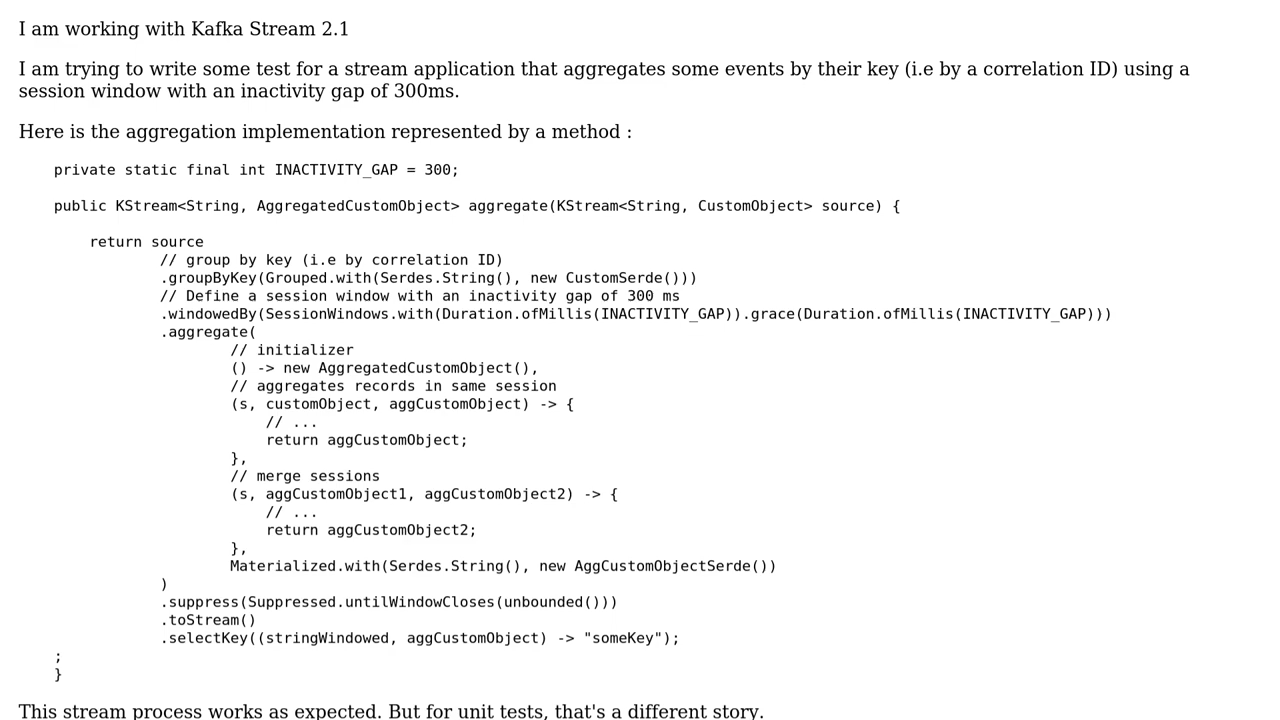 I am working with Kafka Stream 2.1
I am trying to write some test for a stream application that aggregates some events by their key (i.e by a correlation ID) using a
session window with an inactivity gap of 300ms.
Here is the aggregation implementation represented by a method :
private static final int INACTIVITY_GAP = 300;
public KStream<String, AggregatedCustomObject> aggregate(KStream<String, CustomObject> source) {
return source
// group by key (i.e by correlation ID)
.groupByKey(Grouped.with(Serdes.String(), new CustomSerde()))
// Define a session window with an inactivity gap of 300 ms
.windowedBy(SessionWindows.with(Duration.ofMillis(INACTIVITY_GAP)).grace(Duration.ofMillis(INACTIVITY_GAP)))
.aggregate(
// initializer
() -> new AggregatedCustomObject(),
// aggregates records in same session
(s, customObject, aggCustomObject) -> {
// ...
return aggCustomObject;
},
// merge sessions
(s, aggCustomObject1, aggCustomObject2) -> {
// ...
return aggCustomObject2;
},
Materialized.with(Serdes.String(), new AggCustomObjectSerde())
)
.suppress(Suppressed.untilWindowCloses(unbounded()))
.toStream()
.selectKey((stringWindowed, aggCustomObject) -> "someKey");
;
}
This stream process works as expected. But for unit tests, that's a different story.